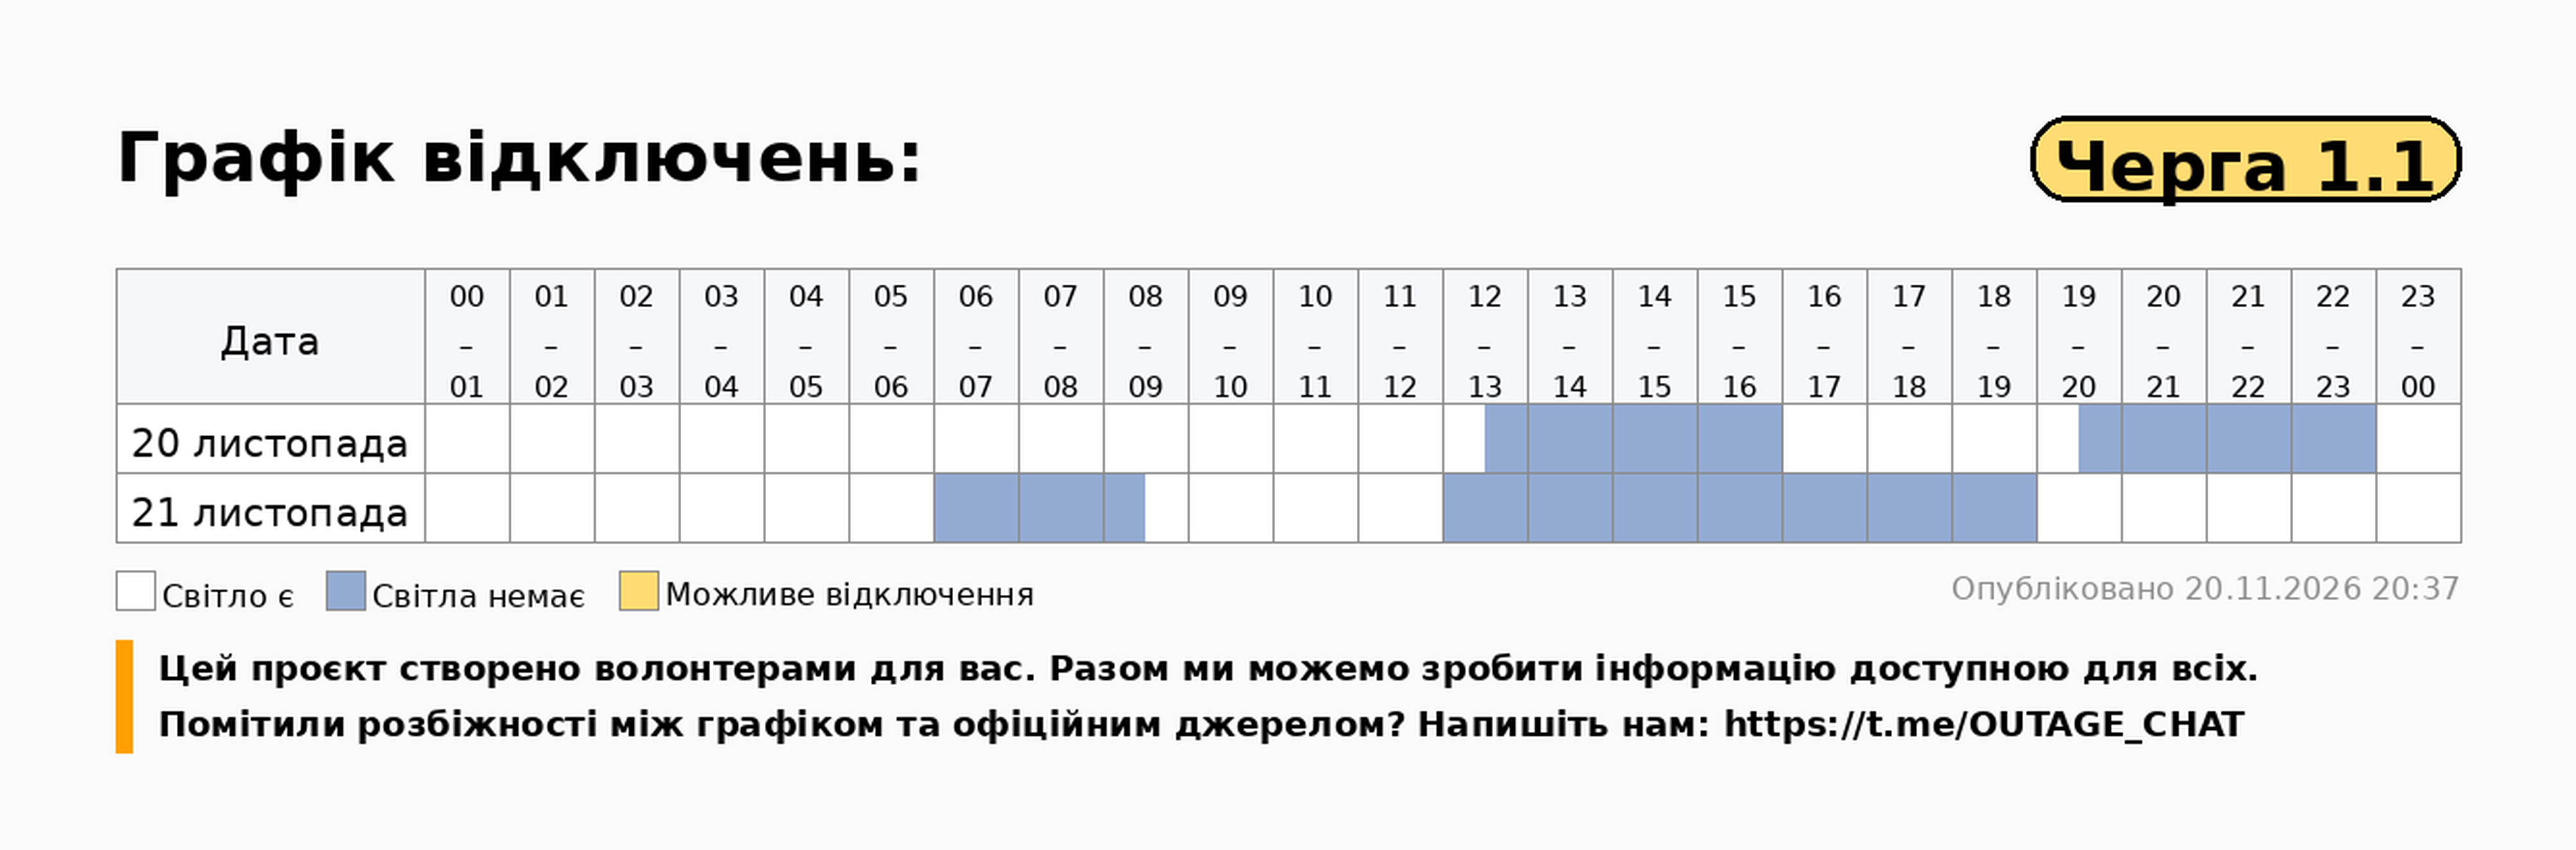 Графік відключень:
Черга 1.1
Дата 00 – 01 01 – 02 02 – 03 03 – 04 04 – 05 05 – 06 06 – 07 07 – 08 08 – 09 09 – 10 10 – 11 11 – 12 12 – 13 13 – 14 14 – 15 15 – 16 16 – 17 17 – 18 18 – 19 19 – 20 20 – 21 21 – 22 22 – 23 23 – 00
20 листопада
21 листопада
Світло є Світла немає Можливе відключення
Опубліковано 20.11.2026 20:37
Цей проєкт створено волонтерами для вас. Разом ми можемо зробити інформацію доступною для всіх.
Помітили розбіжності між графіком та офіційним джерелом? Напишіть нам: https://t.me/OUTAGE_CHAT